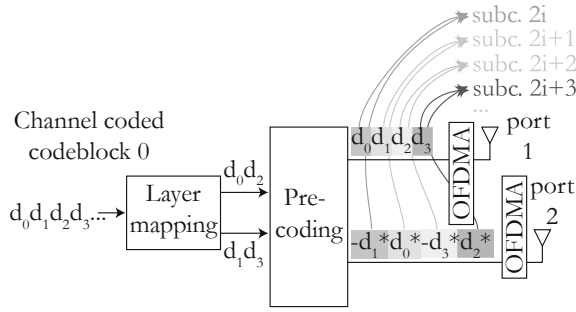 subc. 2i
subc. 2i+1
subc. 2i+2
subc. 2i+3
...
Channel coded
codeblock 0
d₀d₁d₂d₃...
Layer
mapping
d₀d₂
d₁d₃
Pre-
coding
d₀d₁d₂d₃
-d₁*d₀*-d₃*d₂*
OFDMA
port
1
OFDMA
port
2